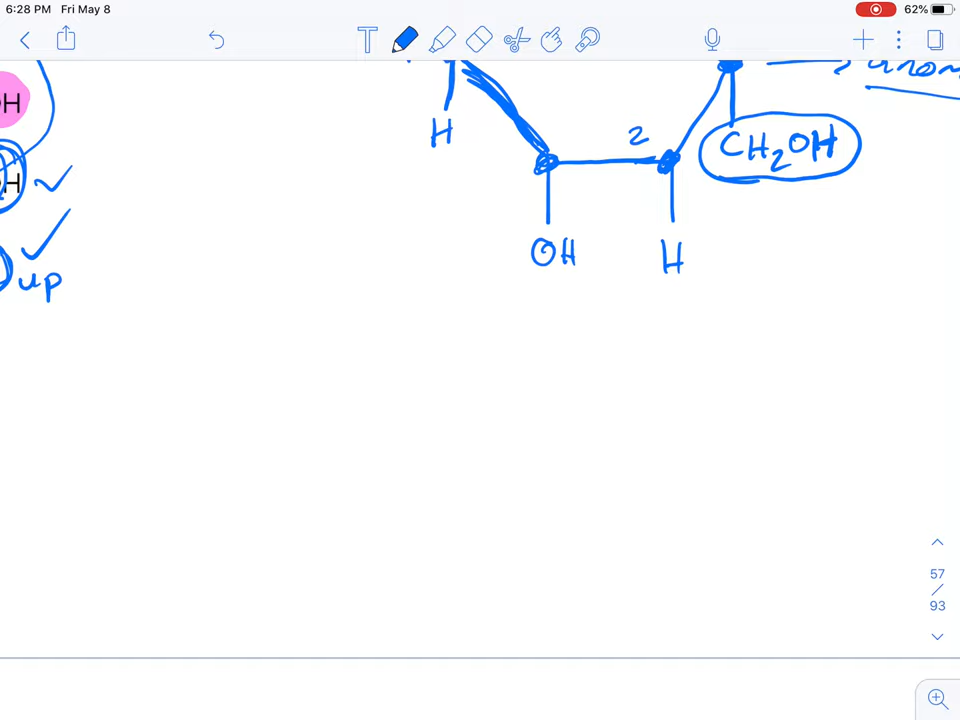 6:28 PM Fri May 8
62%
T
H
H
2
CH2OH
H
OH
H
up
57
/
93